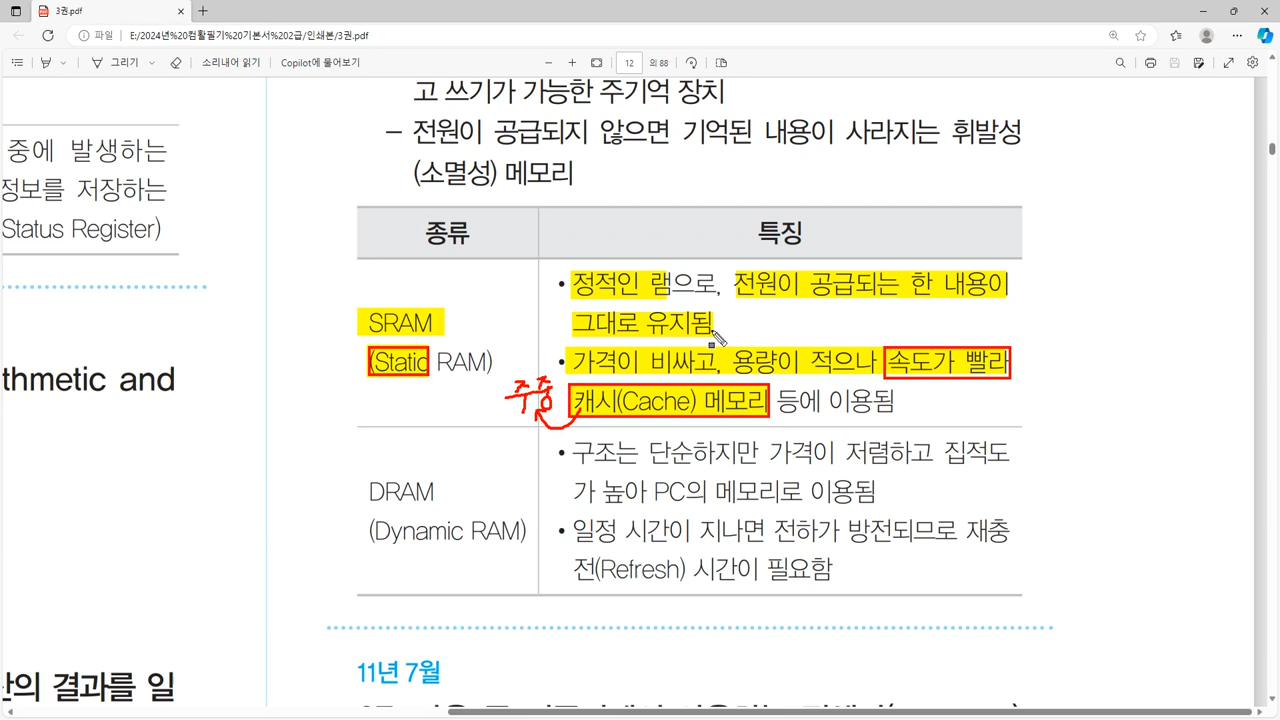 3권.pdf
파일
E:/2024년%20컴활필기%20기본서%202급/인쇄본/3권.pdf
그리기
소리내어 읽기
Copilot에 물어보기
12
의 88
중에 발생하는
정보를 저장하는
Status Register)
thmetic and
의 결과를 일
고 쓰기가 가능한 주기억 장치
– 전원이 공급되지 않으면 기억된 내용이 사라지는 휘발성
(소멸성) 메모리
종류
특징
SRAM
(Static RAM)
• 정적인 램으로, 전원이 공급되는 한 내용이
그대로 유지됨
• 가격이 비싸고, 용량이 적으나 속도가 빨라
캐시(Cache) 메모리 등에 이용됨
주중
DRAM
(Dynamic RAM)
• 구조는 단순하지만 가격이 저렴하고 집적도
가 높아 PC의 메모리로 이용됨
• 일정 시간이 지나면 전하가 방전되므로 재충
전(Refresh) 시간이 필요함
11년 7월